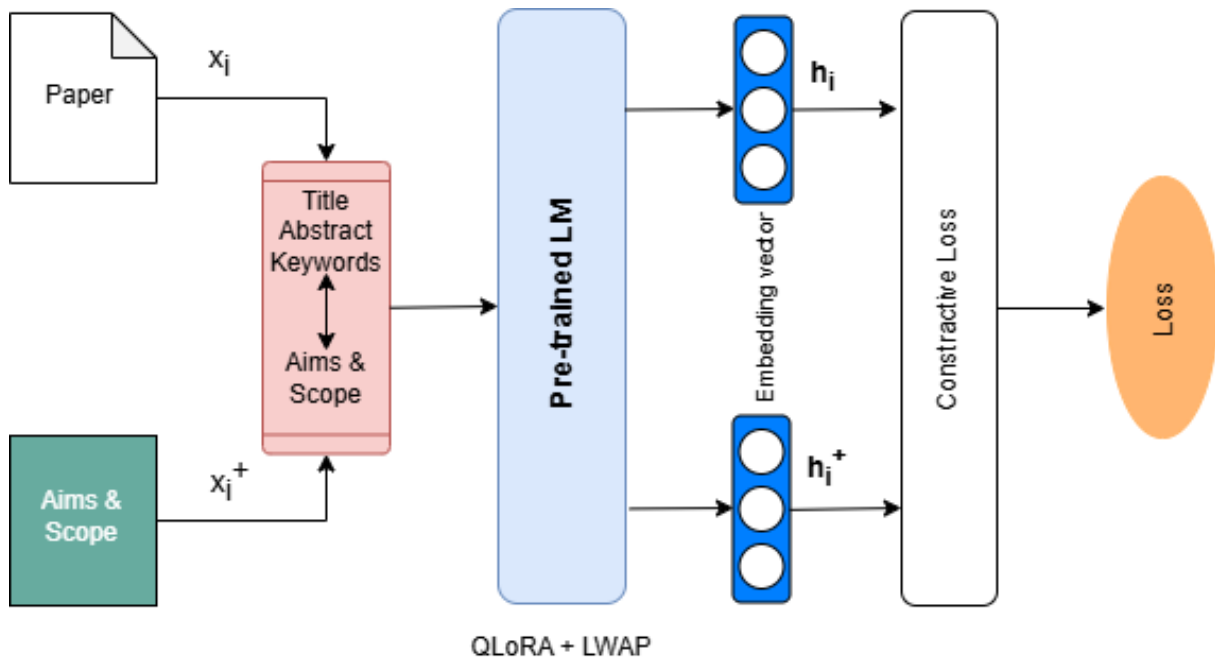 Paper
xi
Title
Abstract
Keywords
Aims &
Scope
Aims &
Scope
xi+
Pre-trained LM
QLoRA + LWAP
hi
Embedding vector
hi+
Constractive Loss
Loss